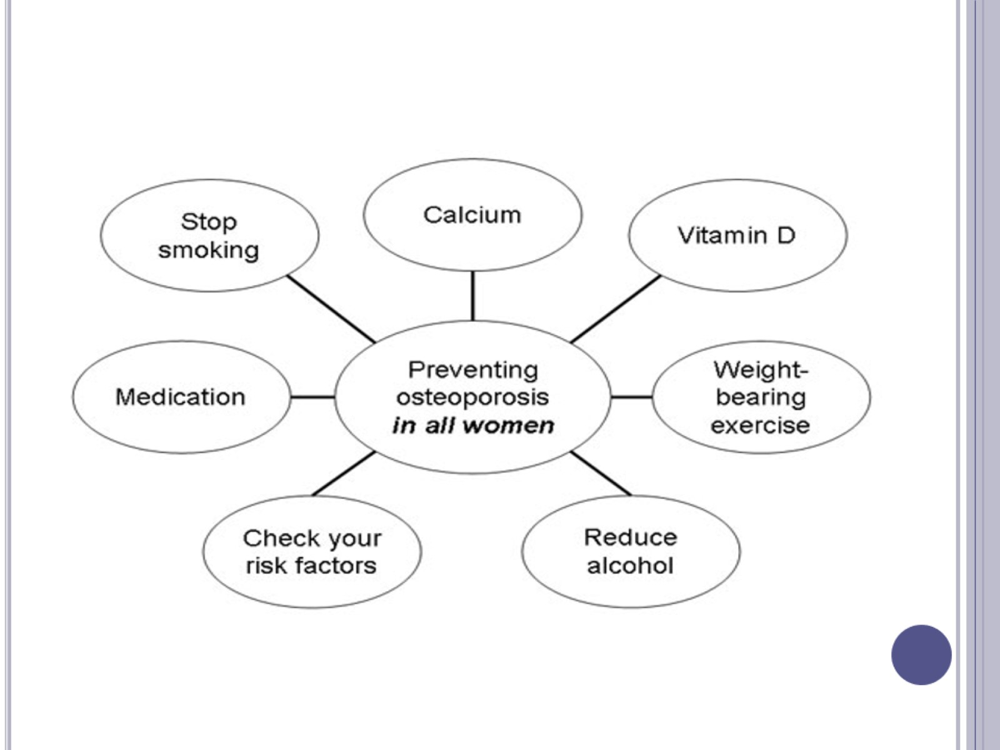 Stop
smoking
Calcium
Vitamin D
Medication
Preventing
osteoporosis
in all women
Weight-
bearing
exercise
Check your
risk factors
Reduce
alcohol